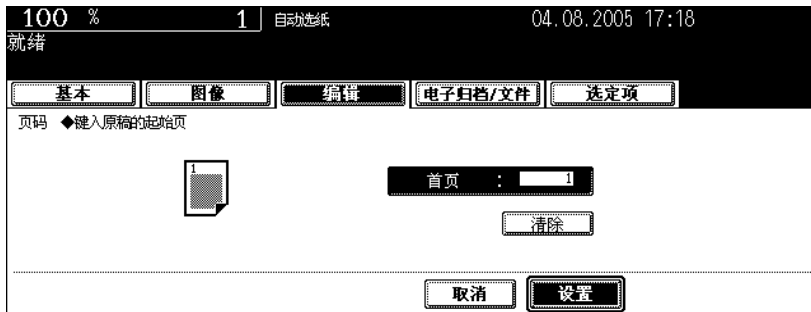 100 % 1 自动选纸 04.08.2005 17:18
就绪
基本 图像 编辑 电子归档/文件 选定项
页码 ◆键入原稿的起始页
1
首页 : 1
清除
取消 设置